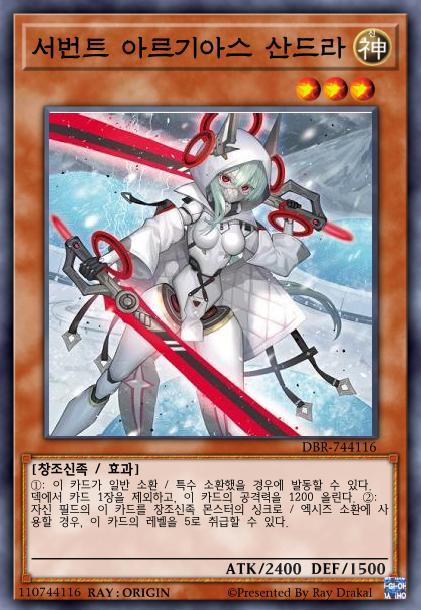 서번트 아르기아스 산드라
신
神
DBR-744116
[창조신족 / 효과]
①: 이 카드가 일반 소환 / 특수 소환했을 경우에 발동할 수 있다.
덱에서 카드 1장을 제외하고, 이 카드의 공격력을 1200 올린다. ②:
자신 필드의 이 카드를 창조신족 몬스터의 싱크로 / 엑시즈 소환에 사
용할 경우, 이 카드의 레벨을 5로 취급할 수 있다.
ATK/2400 DEF/1500
110744116 RAY : ORIGIN ©Presented By Ray Drakal